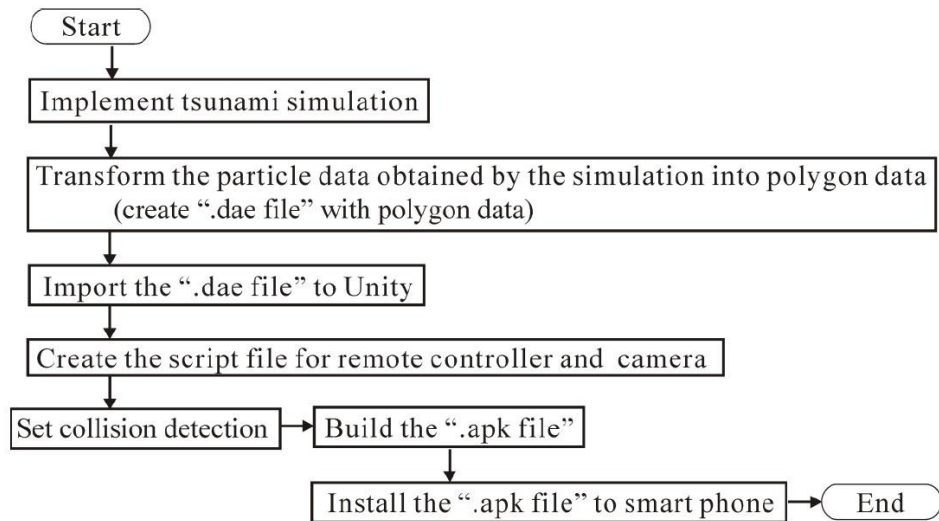 Start
Implement tsunami simulation
Transform the particle data obtained by the simulation into polygon data
(create “.dae file” with polygon data)
Import the “.dae file” to Unity
Create the script file for remote controller and camera
Set collision detection
Build the “.apk file”
Install the “.apk file” to smart phone
End